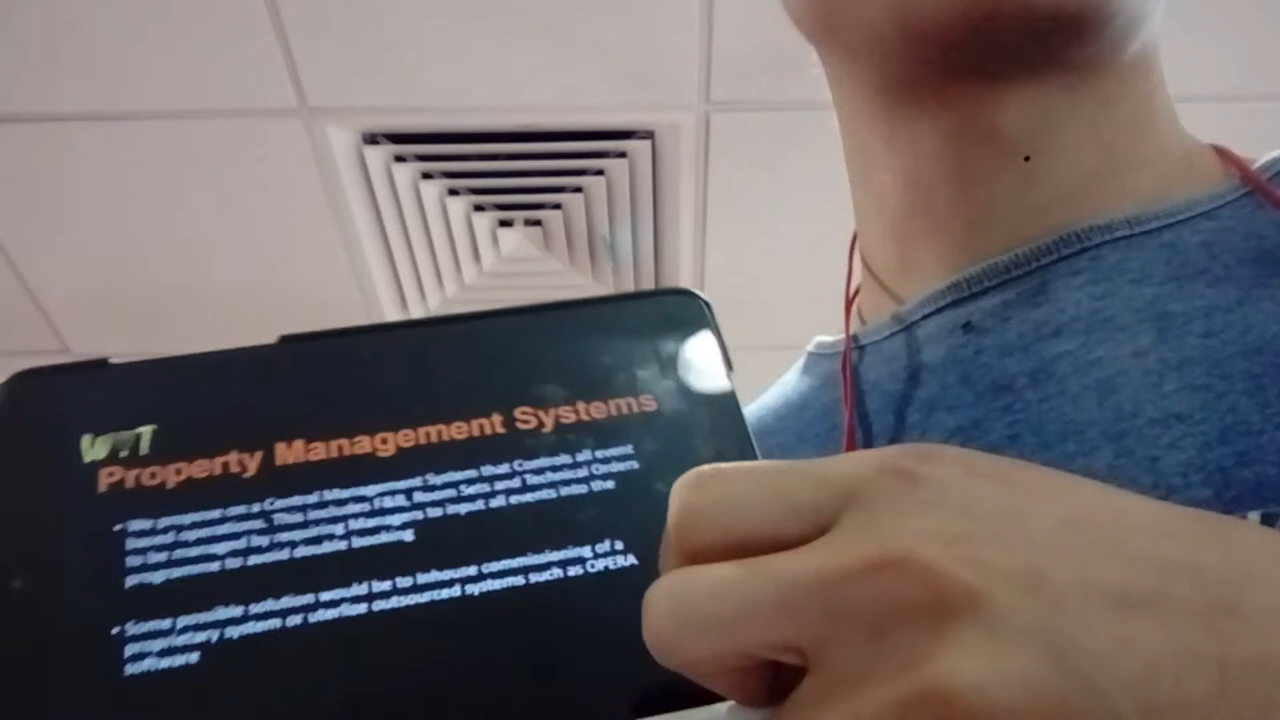 Property Management Systems
• We propose on a Central Management System that Controls all event
based operations. This includes F&B, Room Sets and Technical Orders
to be managed by requiring Managers to input all events into the
programme to avoid double booking
• Some possible solution would be to Inhouse commissioning of a
proprietary system or uterlize outsourced systems such as OPERA
software